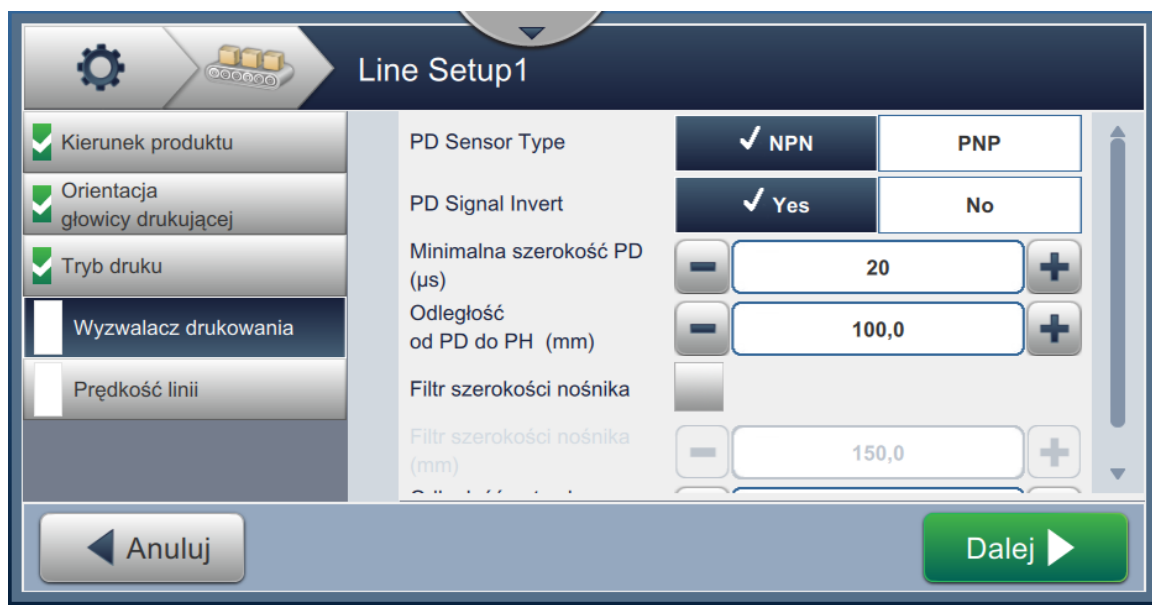 Line Setup1
Kierunek produktu
Orientacja
głowicy drukującej
Tryb druku
Wyzwalacz drukowania
Prędkość linii
PD Sensor Type
NPN
PNP
PD Signal Invert
Yes
No
Minimalna szerokość PD
(µs)
20
Odległość
od PD do PH (mm)
100,0
Filtr szerokości nośnika
Filtr szerokości nośnika
(mm)
150,0
Anuluj
Dalej